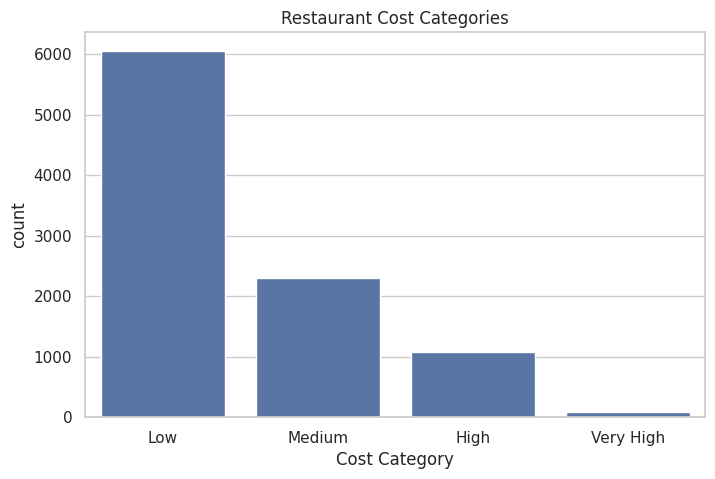 Restaurant Cost Categories
6000
5000
4000
3000
2000
1000
0
count
Low Medium High Very High
Cost Category